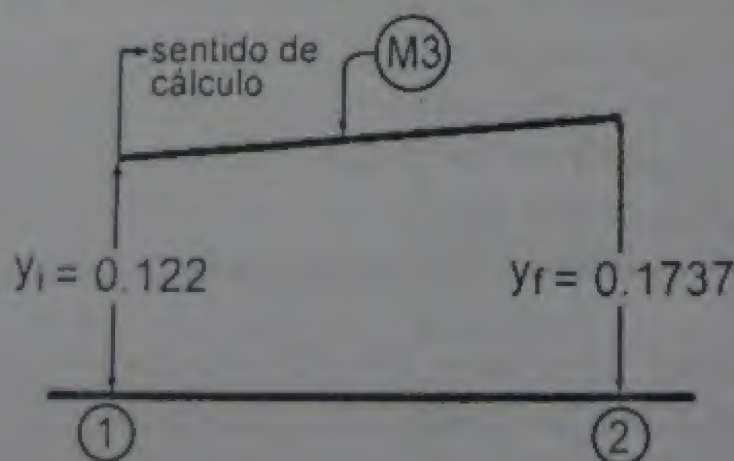 sentido de
cálculo
M3
yi = 0.122
yf = 0.1737
1
2